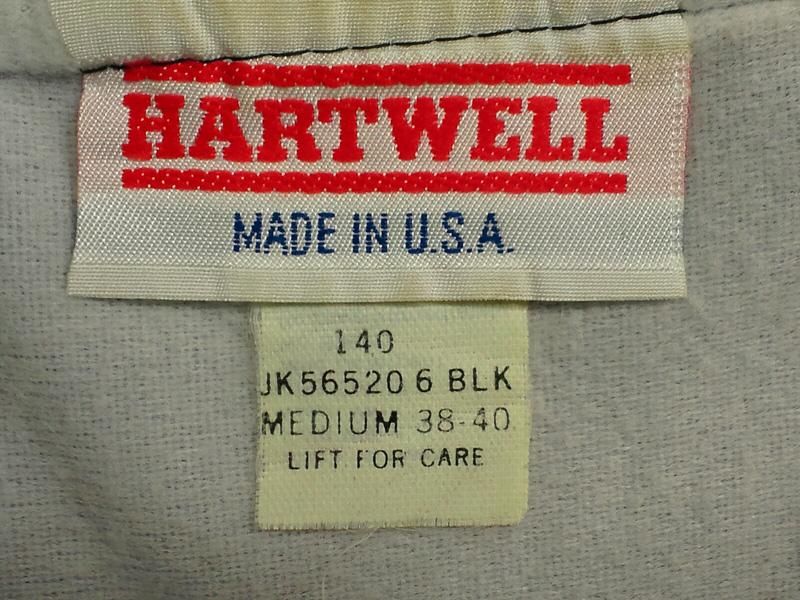 HARTWELL
MADE IN U.S.A.
140
JK56520 6 BLK
MEDIUM 38-40
LIFT FOR CARE